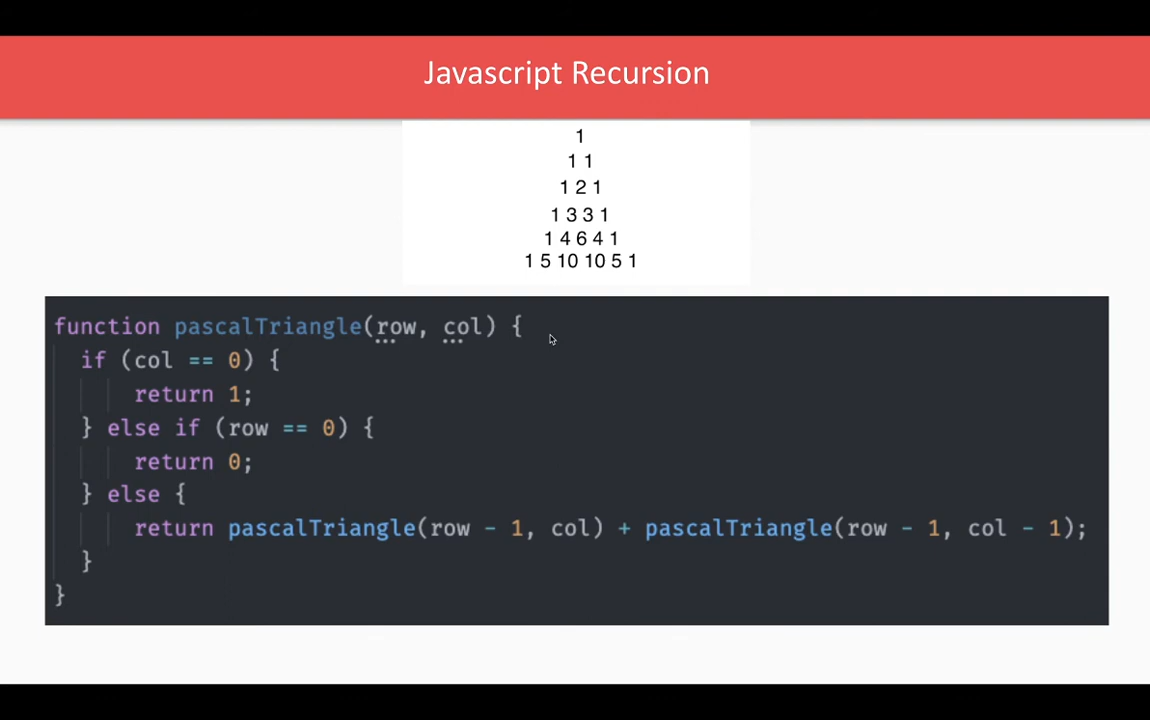 Javascript Recursion
1
1 1
1 2 1
1 3 3 1
1 4 6 4 1
1 5 10 10 5 1
function pascalTriangle(row, col) {
  if (col == 0) {
      return 1;
  } else if (row == 0) {
      return 0;
  } else {
      return pascalTriangle(row - 1, col) + pascalTriangle(row - 1, col - 1);
  }
}